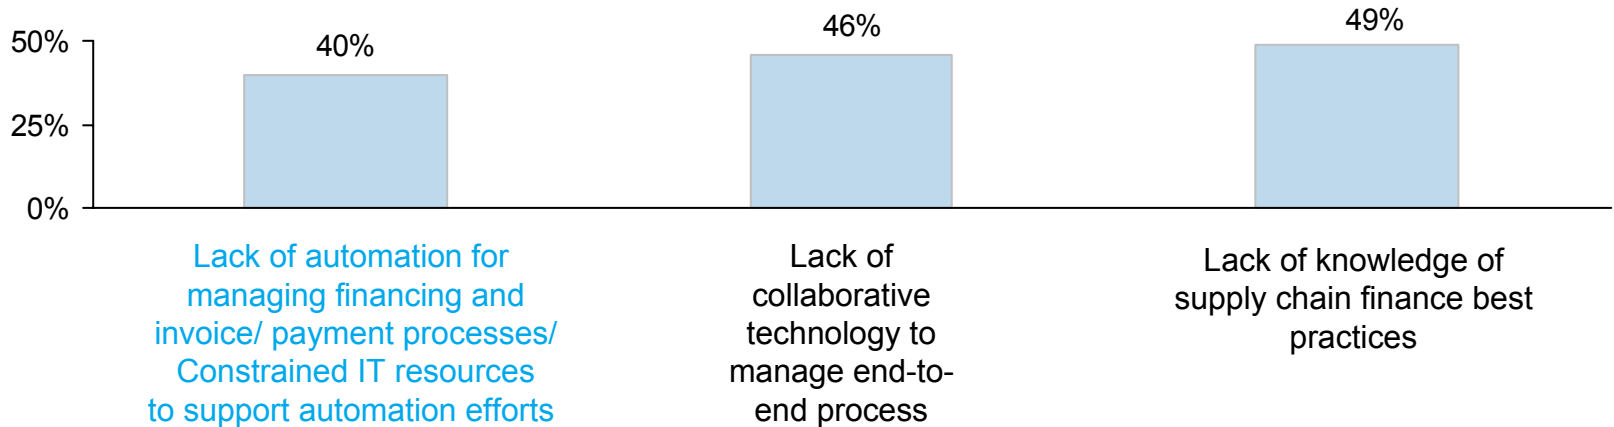 50%
25%
0%
40%
46%
49%
Lack of automation for
managing financing and
invoice/ payment processes/
Constrained IT resources
to support automation efforts
Lack of
collaborative
technology to
manage end-to-
end process
Lack of knowledge of
supply chain finance best
practices